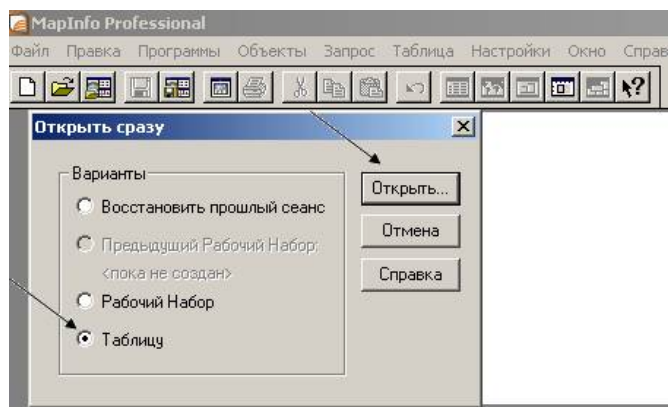 MapInfo Professional
Файл Правка Программы Объекты Запрос Таблица Настройки Окно Справ
Открыть сразу
Варианты
Восстановить прошлый сеанс
Предыдущий Рабочий Набор:
<пока не создан>
Рабочий Набор
Таблицу
Открыть...
Отмена
Справка